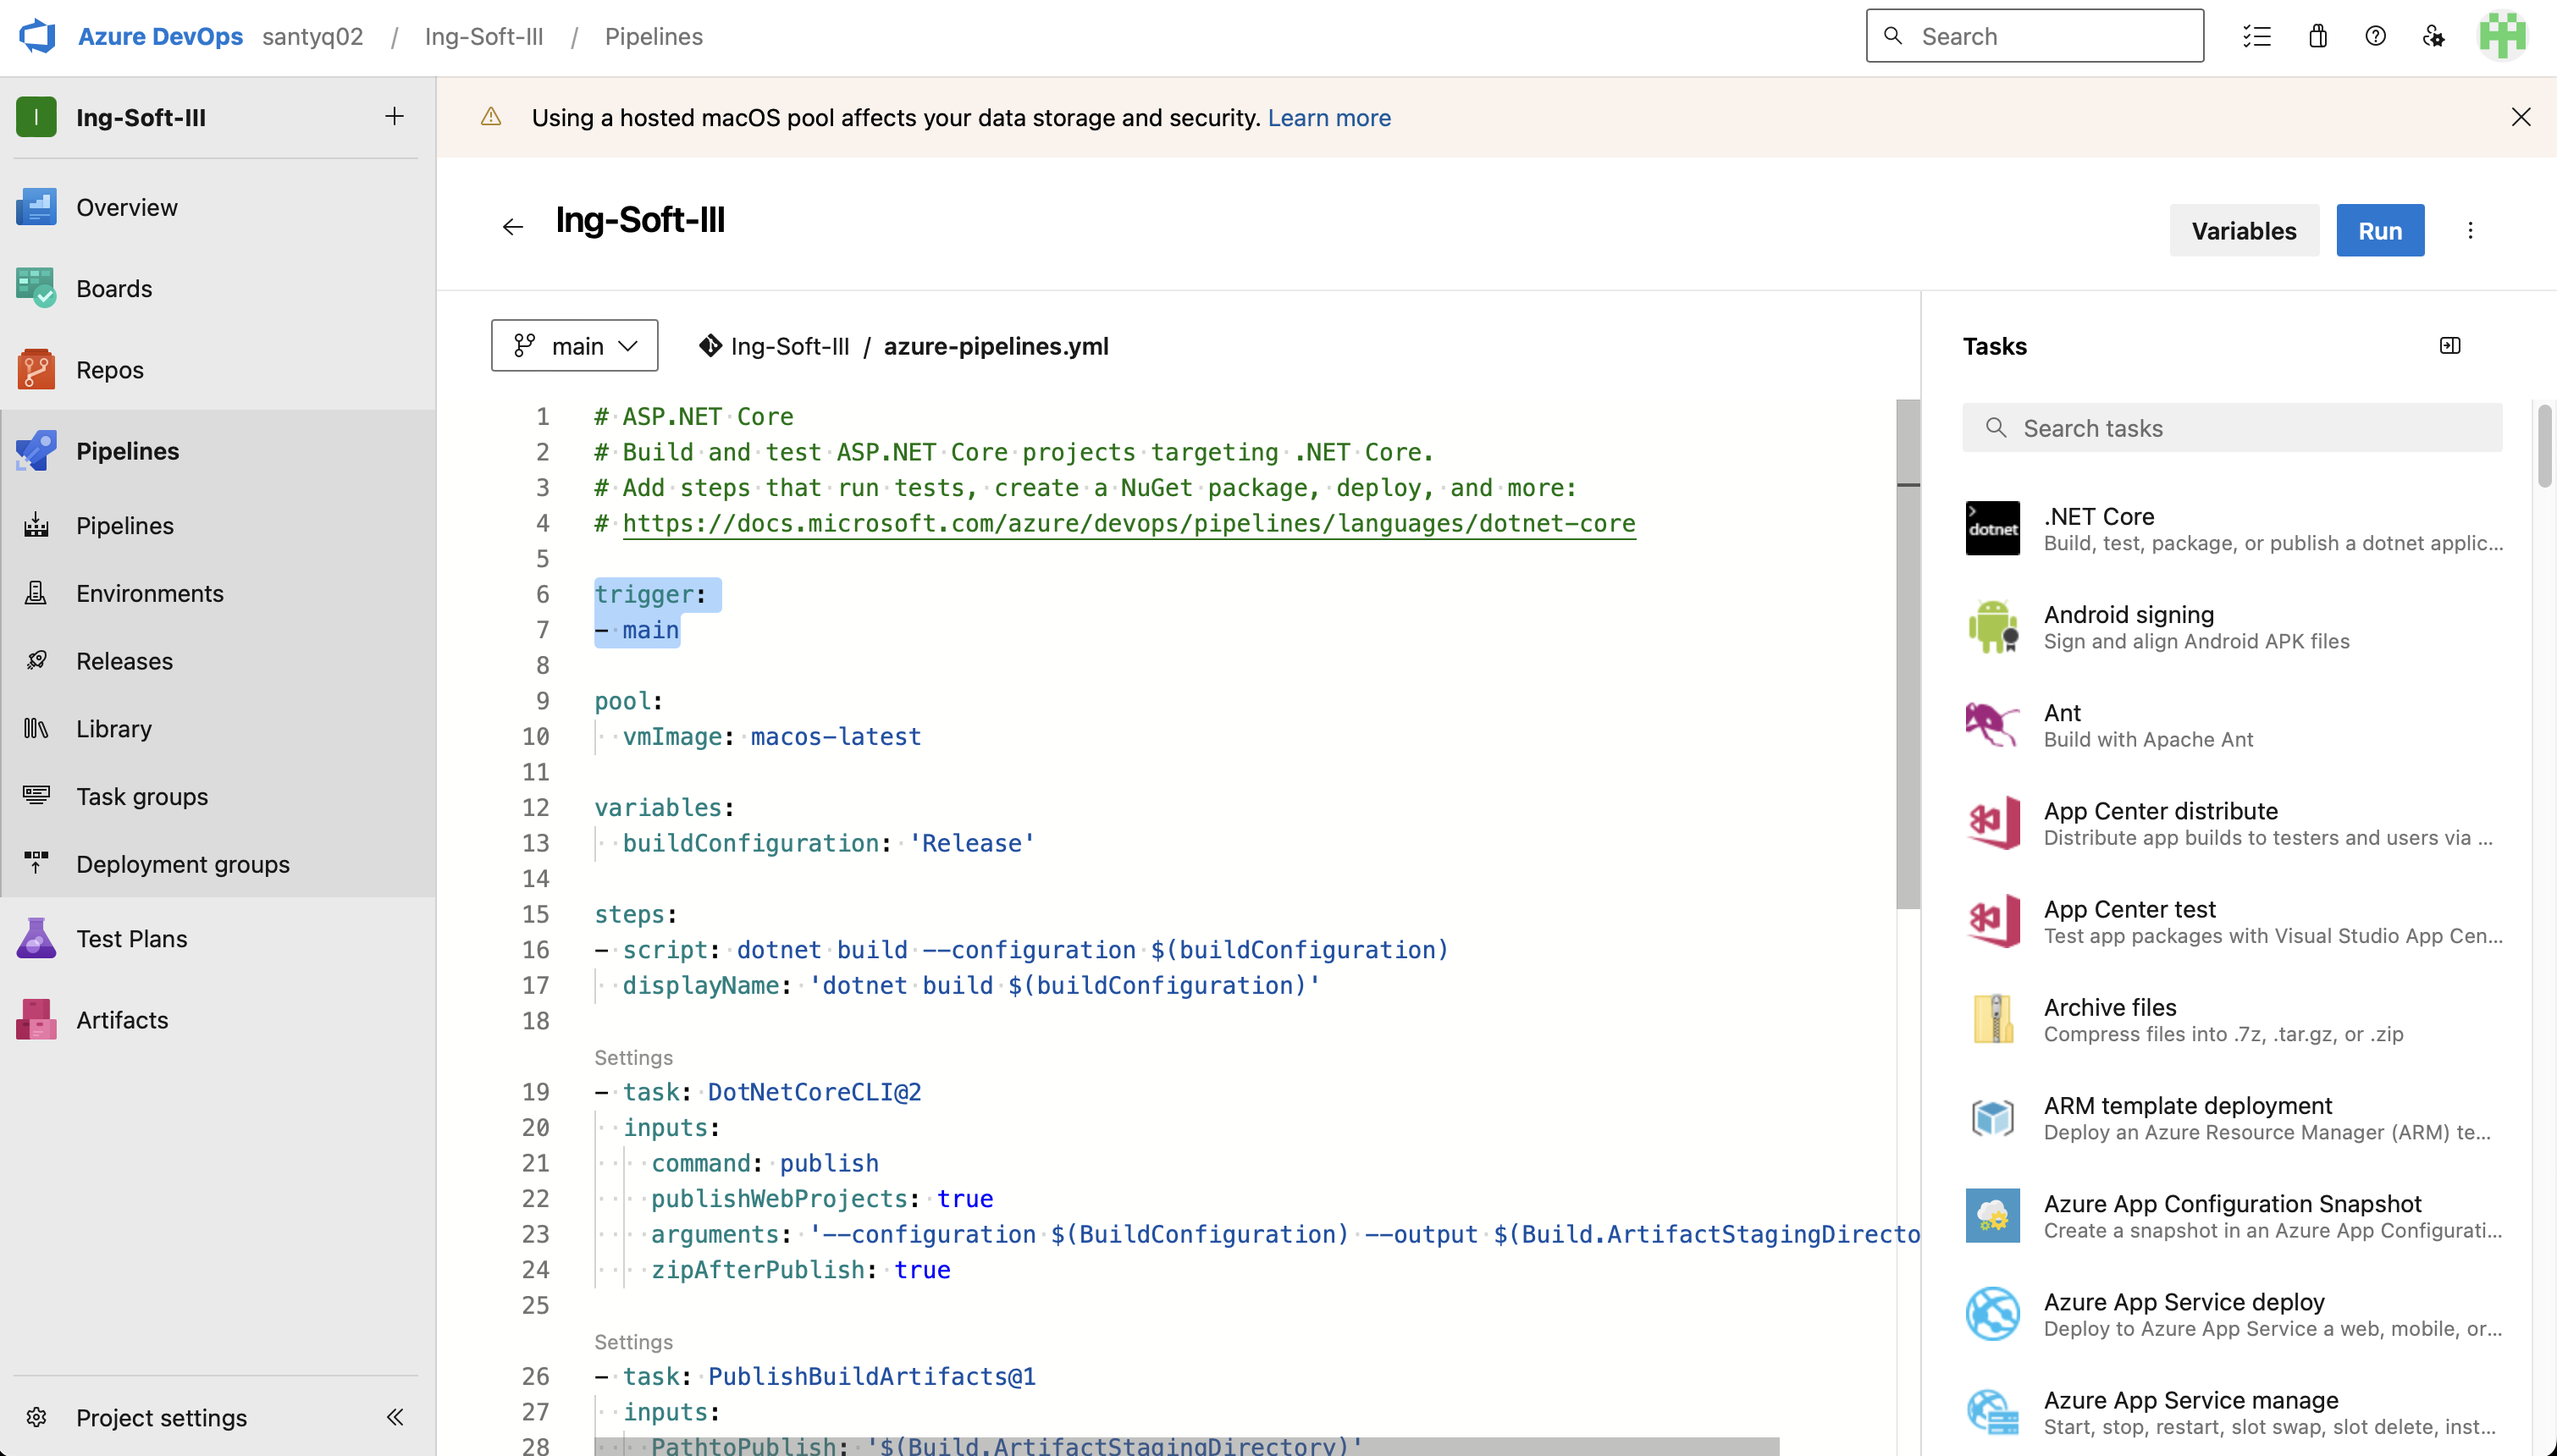 Azure DevOps santyq02 / Ing-Soft-III / Pipelines
Search
I Ing-Soft-III
Overview
Boards
Repos
Pipelines
Pipelines
Environments
Releases
Library
Task groups
Deployment groups
Test Plans
Artifacts
Project settings
Using a hosted macOS pool affects your data storage and security. Learn more
Ing-Soft-III
Variables
Run
main
Ing-Soft-III / azure-pipelines.yml
1 # ASP.NET Core
2 # Build and test ASP.NET Core projects targeting .NET Core.
3 # Add steps that run tests, create a NuGet package, deploy, and more:
4 # https://docs.microsoft.com/azure/devops/pipelines/languages/dotnet-core
5
6 trigger:
7 - main
8
9 pool:
10 vmImage: macos-latest
11
12 variables:
13 buildConfiguration: 'Release'
14
15 steps:
16 - script: dotnet build --configuration $(buildConfiguration)
17 displayName: 'dotnet build $(buildConfiguration)'
18
Settings
19 - task: DotNetCoreCLI@2
20 inputs:
21 command: publish
22 publishWebProjects: true
23 arguments: '--configuration $(BuildConfiguration) --output $(Build.ArtifactStagingDirecto
24 zipAfterPublish: true
25
Settings
26 - task: PublishBuildArtifacts@1
27 inputs:
28 PathtoPublish: '$(Build.ArtifactStagingDirectory)'
Tasks
Search tasks
dotnet
.NET Core
Build, test, package, or publish a dotnet applic...
Android signing
Sign and align Android APK files
Ant
Build with Apache Ant
App Center distribute
Distribute app builds to testers and users via ...
App Center test
Test app packages with Visual Studio App Cen...
Archive files
Compress files into .7z, .tar.gz, or .zip
ARM template deployment
Deploy an Azure Resource Manager (ARM) te...
Azure App Configuration Snapshot
Create a snapshot in an Azure App Configurati...
Azure App Service deploy
Deploy to Azure App Service a web, mobile, or...
Azure App Service manage
Start, stop, restart, slot swap, slot delete, inst...